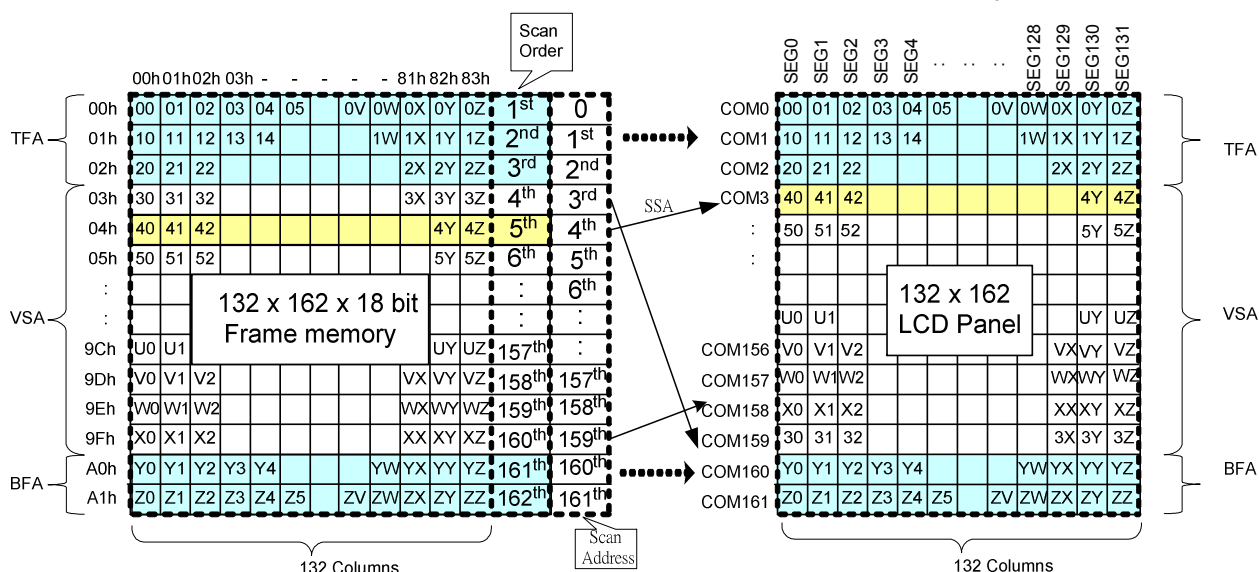 Scan
Order
00h 01h 02h 03h - - - - 81h 82h 83h
SEG0 SEG1 SEG2 SEG3 SEG4 .. .. SEG128 SEG129 SEG130 SEG131
00h 00 01 02 03 04 05 0V 0W 0X 0Y 0Z 1st 0 COM0 00 01 02 03 04 05 0V 0W 0X 0Y 0Z
TFA 01h 10 11 12 13 14 1W 1X 1Y 1Z 2nd 1st COM1 10 11 12 13 14 1W 1X 1Y 1Z TFA
02h 20 21 22 2X 2Y 2Z 3rd 2nd COM2 20 21 22 2X 2Y 2Z
03h 30 31 32 3X 3Y 3Z 4th 3rd SSA COM3 40 41 42 4Y 4Z
04h 40 41 42 4Y 4Z 5th 4th : 50 51 52 5Y 5Z
05h 50 51 52 5Y 5Z 6th 5th :
: : 6th
132 x 162 x 18 bit
Frame memory
132 x 162
LCD Panel
VSA : : : U0 U1 UY UZ VSA
9Ch U0 U1 UY UZ 157th : COM156 V0 V1 V2 VX VY VZ
9Dh V0 V1 V2 VX VY VZ 158th 157th COM157 W0 W1 W2 WX WY WZ
9Eh W0 W1 W2 WX WY WZ 159th 158th COM158 X0 X1 X2 XX XY XZ
9Fh X0 X1 X2 XX XY XZ 160th 159th COM159 30 31 32 3X 3Y 3Z
BFA A0h Y0 Y1 Y2 Y3 Y4 YW YX YY YZ 161th 160th COM160 Y0 Y1 Y2 Y3 Y4 YW YX YY YZ BFA
A1h Z0 Z1 Z2 Z3 Z4 Z5 ZV ZW ZX ZY ZZ 162th 161th COM161 Z0 Z1 Z2 Z3 Z4 Z5 ZV ZW ZX ZY ZZ
Scan
Address
132 Columns
132 Columns